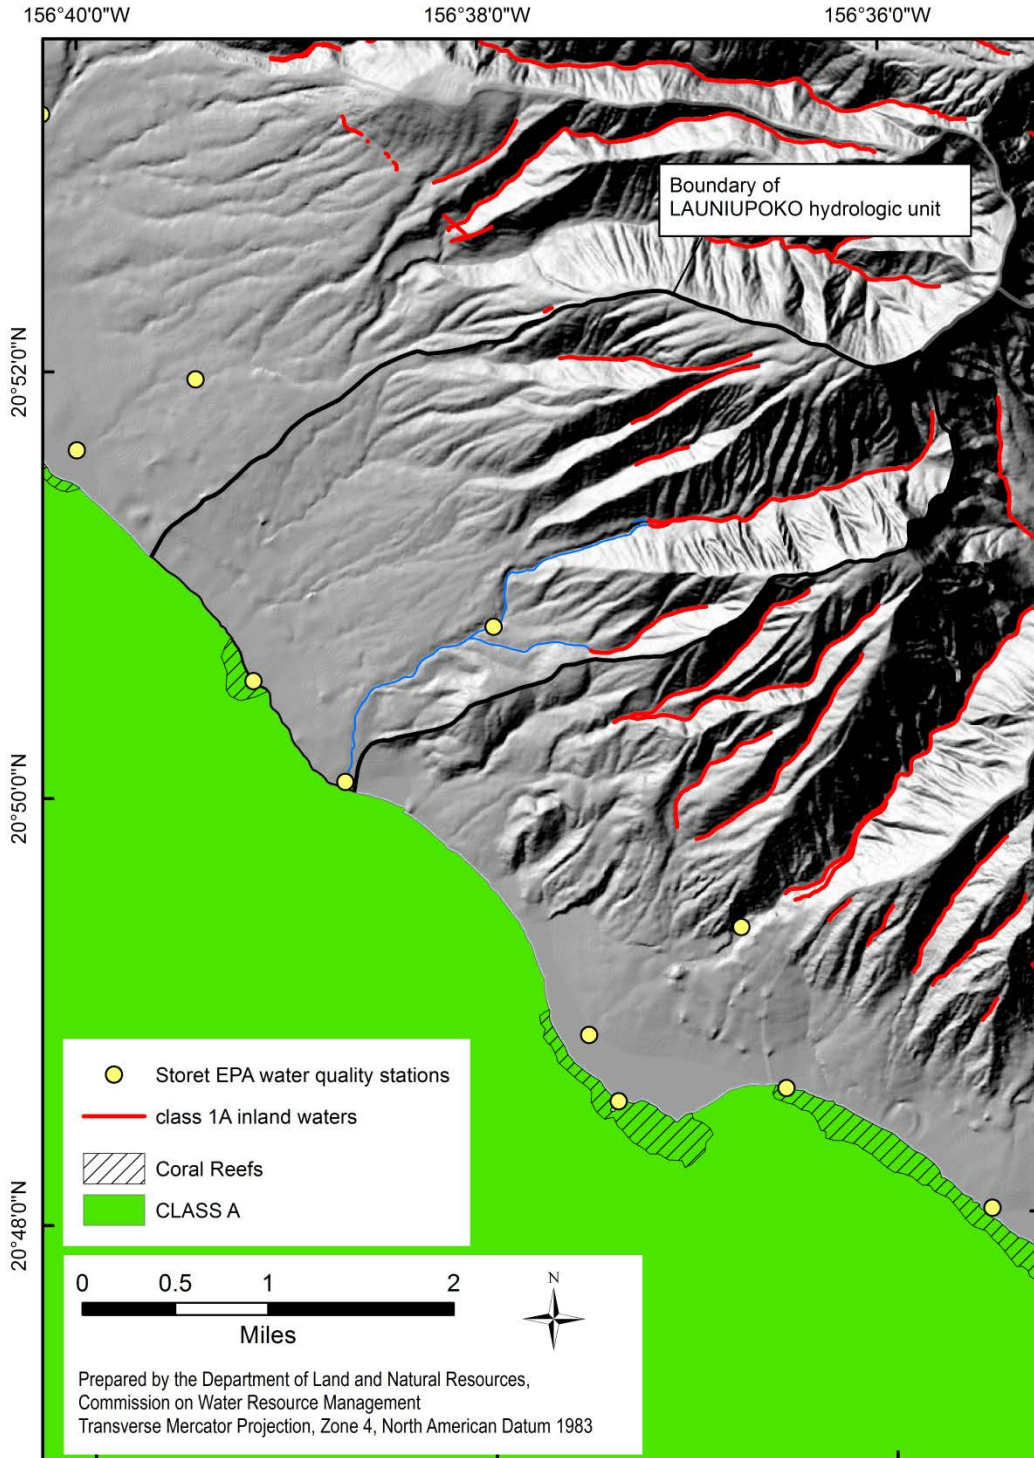 156°40'0"W
156°38'0"W
156°36'0"W
Boundary of
LAUNIUPOKO hydrologic unit
20°52'0"N
20°50'0"N
20°48'0"N
Storet EPA water quality stations
class 1A inland waters
Coral Reefs
CLASS A
0 0.5 1 2
Miles
N
Prepared by the Department of Land and Natural Resources,
Commission on Water Resource Management
Transverse Mercator Projection, Zone 4, North American Datum 1983